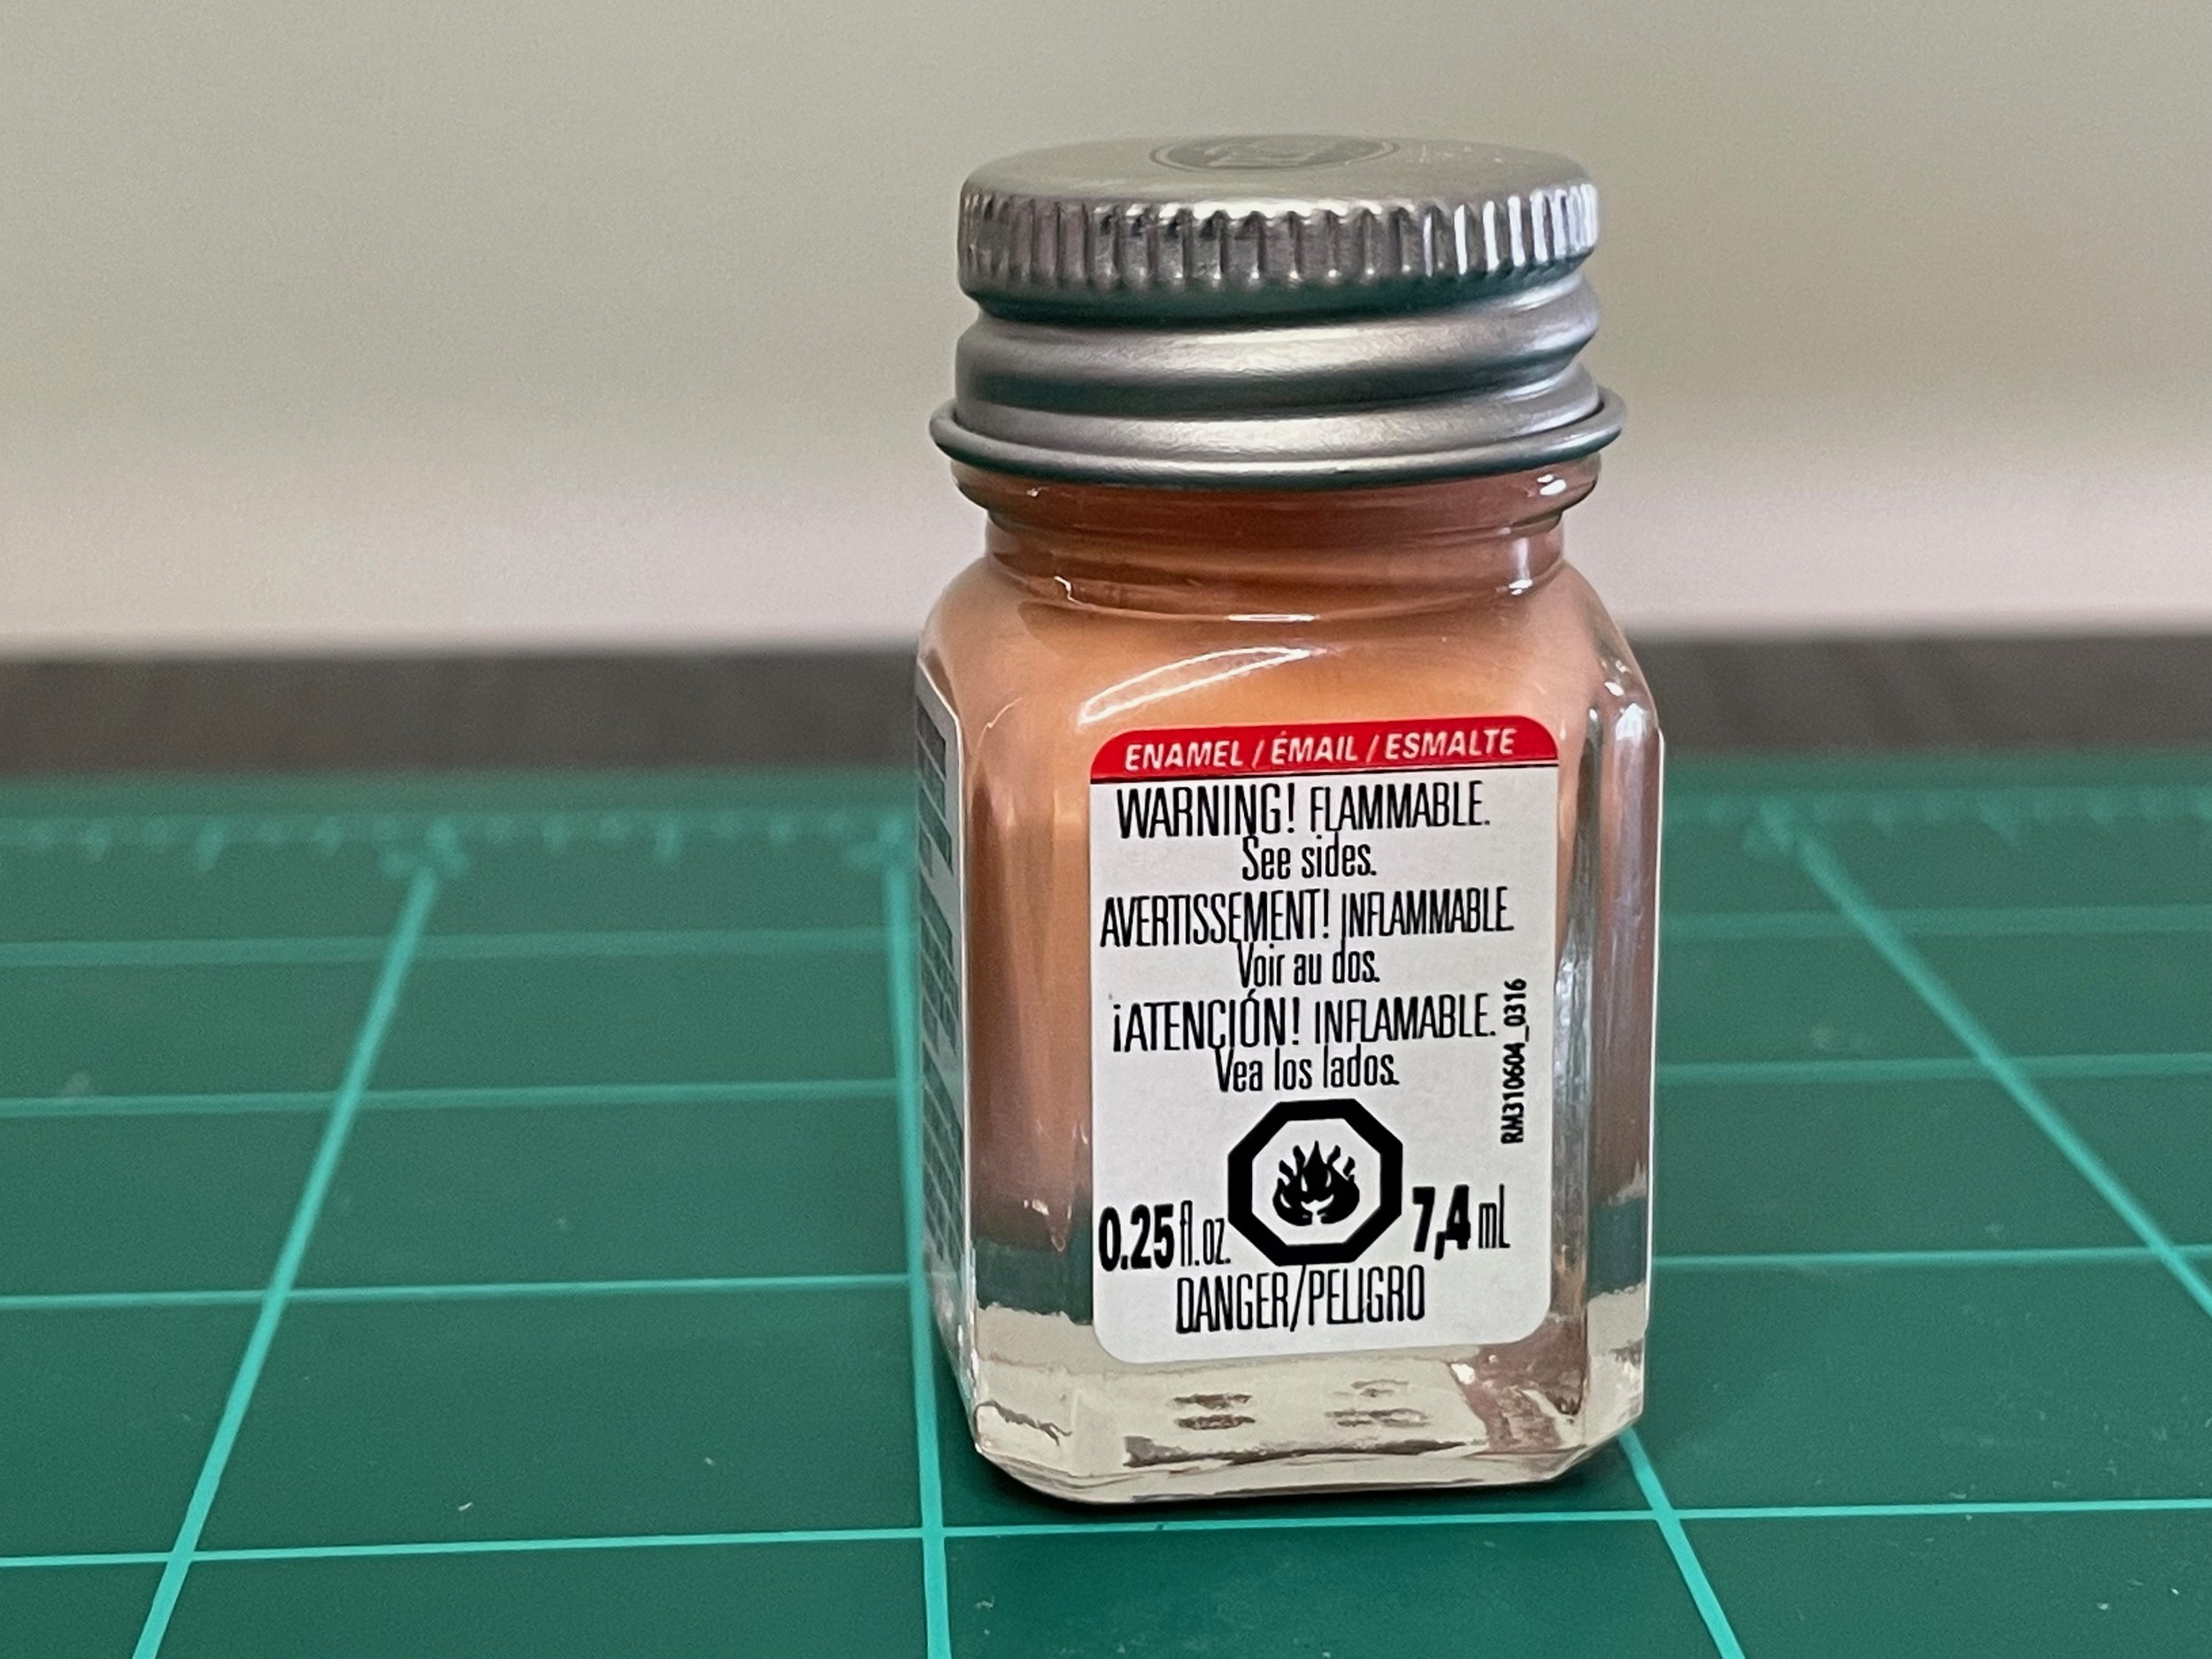 ENAMEL / ÉMAIL / ESMALTE
WARNING! FLAMMABLE.
See sides.
AVERTISSEMENT! INFLAMMABLE.
Voir au dos.
¡ATENCIÓN! INFLAMABLE.
Vea los lados.
RM310604_0316
0.25 fl. oz. 7,4 mL
DANGER/PELIGRO